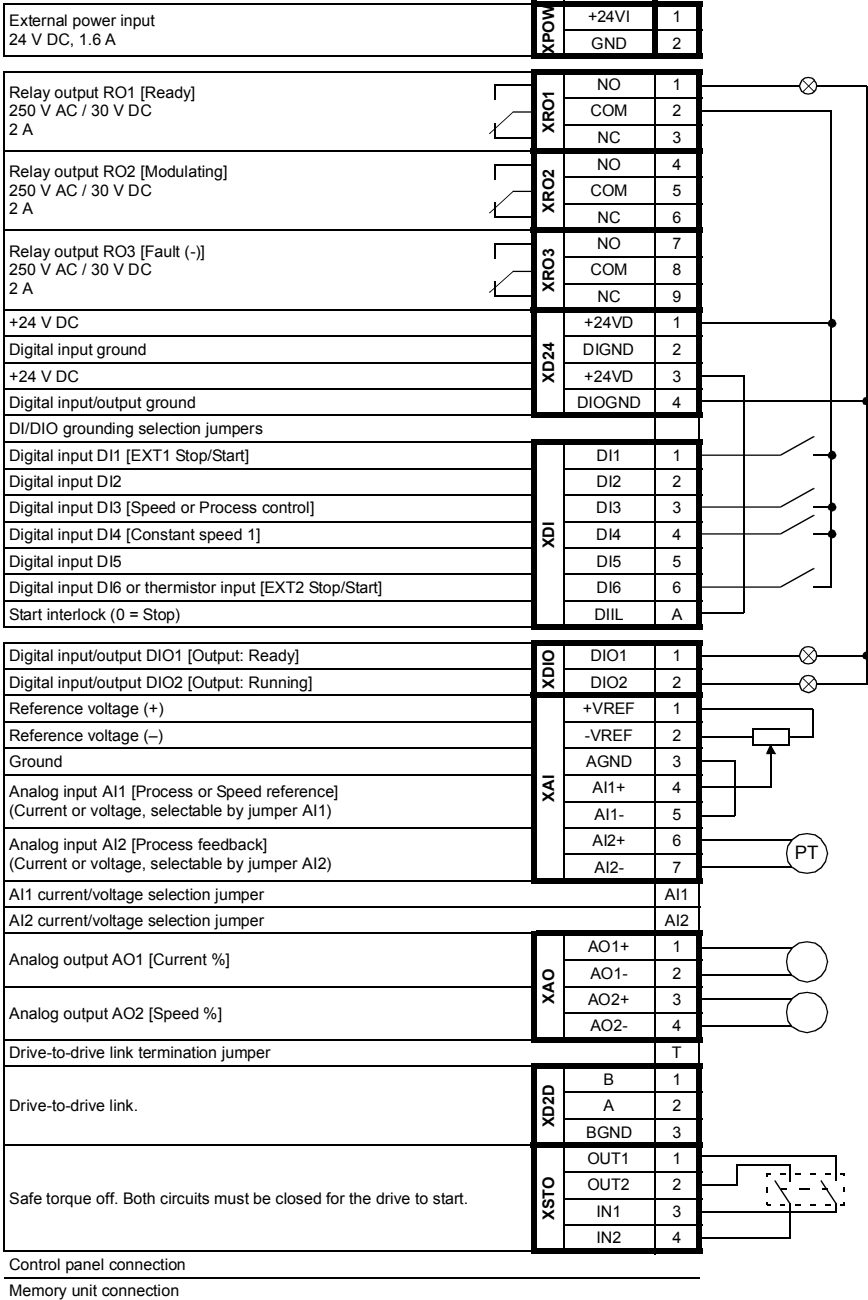 External power input
24 V DC, 1.6 A
XPOW
+24VI 1
GND 2
Relay output RO1 [Ready]
250 V AC / 30 V DC
2 A
XRO1
NO 1
COM 2
NC 3
Relay output RO2 [Modulating]
250 V AC / 30 V DC
2 A
XRO2
NO 4
COM 5
NC 6
Relay output RO3 [Fault (-)]
250 V AC / 30 V DC
2 A
XRO3
NO 7
COM 8
NC 9
XD24
+24 V DC +24VD 1
Digital input ground DIGND 2
+24 V DC +24VD 3
Digital input/output ground DIOGND 4
DI/DIO grounding selection jumpers
XDI
Digital input DI1 [EXT1 Stop/Start] DI1 1
Digital input DI2 DI2 2
Digital input DI3 [Speed or Process control] DI3 3
Digital input DI4 [Constant speed 1] DI4 4
Digital input DI5 DI5 5
Digital input DI6 or thermistor input [EXT2 Stop/Start] DI6 6
Start interlock (0 = Stop) DIIL A
XDIO
Digital input/output DIO1 [Output: Ready] DIO1 1
Digital input/output DIO2 [Output: Running] DIO2 2
XAI
Reference voltage (+) +VREF 1
Reference voltage (–) -VREF 2
Ground AGND 3
Analog input AI1 [Process or Speed reference]
(Current or voltage, selectable by jumper AI1)
AI1+ 4
AI1- 5
Analog input AI2 [Process feedback]
(Current or voltage, selectable by jumper AI2)
AI2+ 6
AI2- 7
PT
AI1 current/voltage selection jumper AI1
AI2 current/voltage selection jumper AI2
XAO
Analog output AO1 [Current %]
AO1+ 1
AO1- 2
Analog output AO2 [Speed %]
AO2+ 3
AO2- 4
Drive-to-drive link termination jumper T
Drive-to-drive link.
XD2D
B 1
A 2
BGND 3
Safe torque off. Both circuits must be closed for the drive to start.
XSTO
OUT1 1
OUT2 2
IN1 3
IN2 4
Control panel connection
Memory unit connection